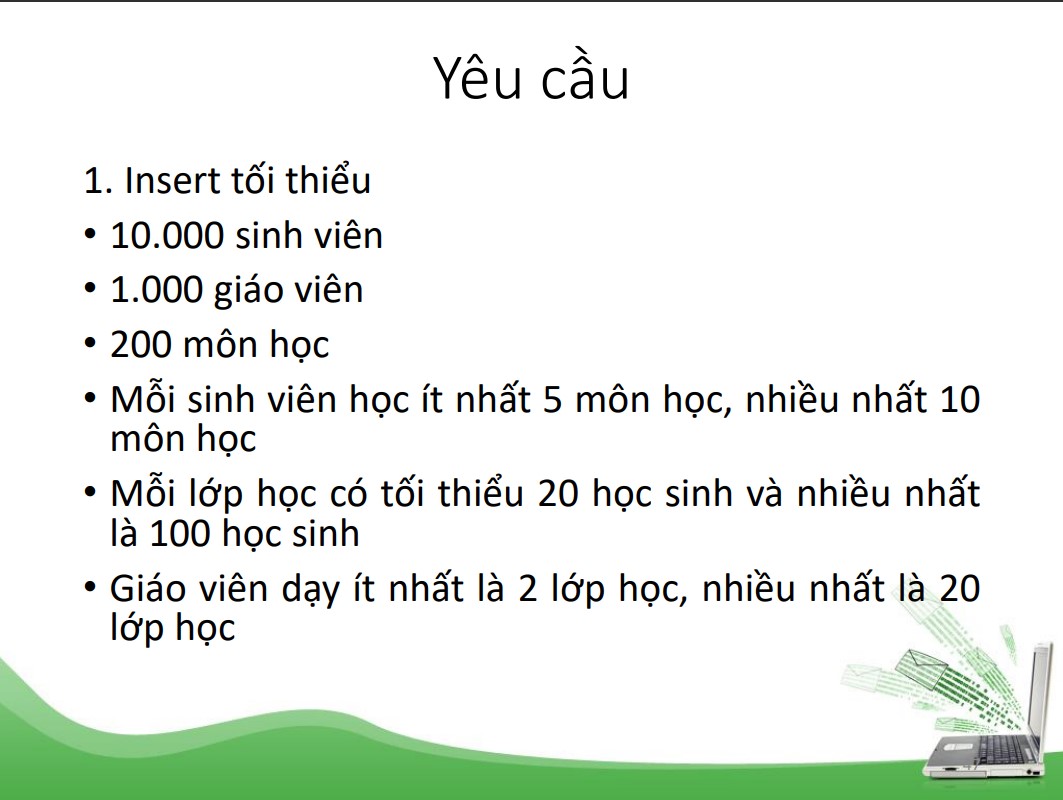 Yêu cầu
1. Insert tối thiểu
• 10.000 sinh viên
• 1.000 giáo viên
• 200 môn học
• Mỗi sinh viên học ít nhất 5 môn học, nhiều nhất 10
môn học
• Mỗi lớp học có tối thiểu 20 học sinh và nhiều nhất
là 100 học sinh
• Giáo viên dạy ít nhất là 2 lớp học, nhiều nhất là 20
lớp học
47